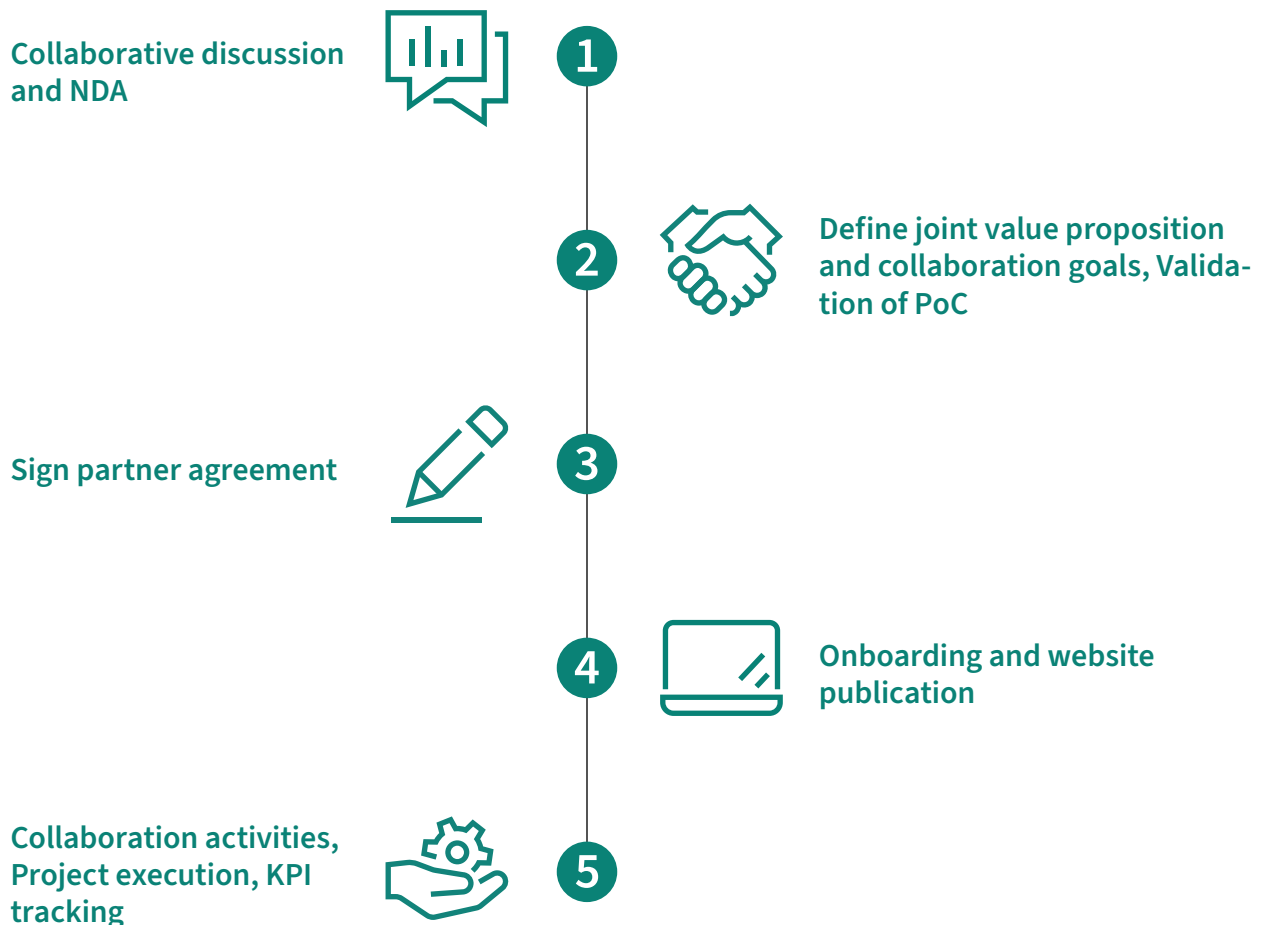 Collaborative discussion
and NDA
1
2
Define joint value proposition
and collaboration goals, Valida-
tion of PoC
Sign partner agreement
3
4
Onboarding and website
publication
Collaboration activities,
Project execution, KPI
tracking
5